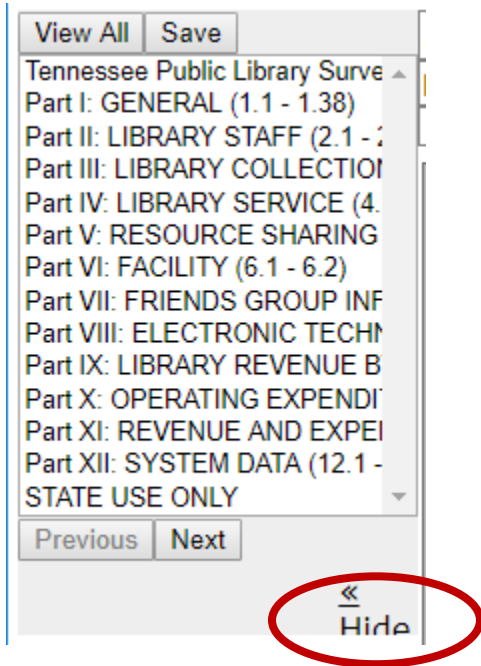 View All Save
Tennessee Public Library Surve
Part I: GENERAL (1.1 - 1.38)
Part II: LIBRARY STAFF (2.1 -
Part III: LIBRARY COLLECTION
Part IV: LIBRARY SERVICE (4.
Part V: RESOURCE SHARING
Part VI: FACILITY (6.1 - 6.2)
Part VII: FRIENDS GROUP INF
Part VIII: ELECTRONIC TECHN
Part IX: LIBRARY REVENUE B
Part X: OPERATING EXPENDIT
Part XI: REVENUE AND EXPEI
Part XII: SYSTEM DATA (12.1 -
STATE USE ONLY
Previous Next
«
Hide